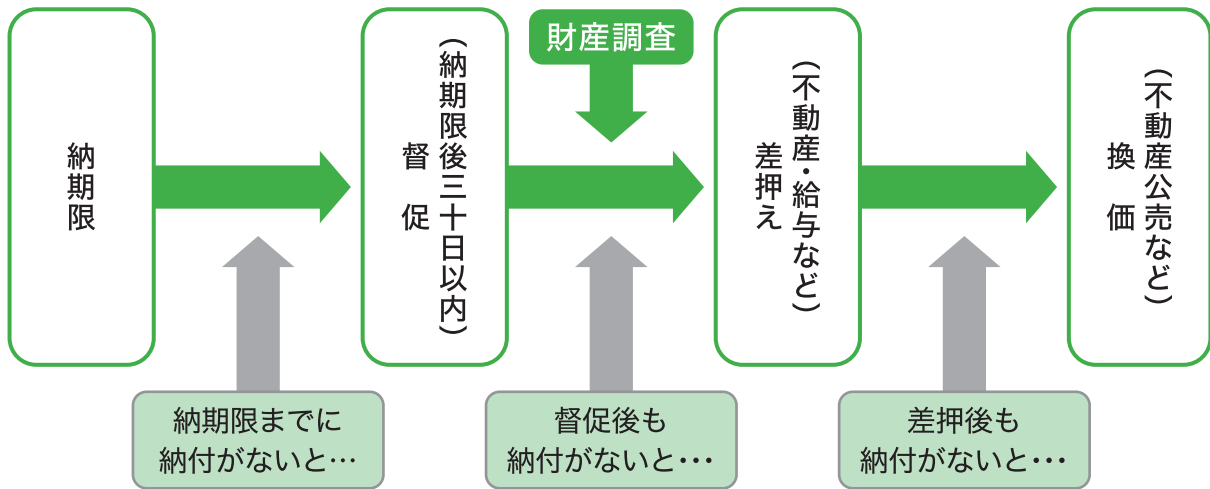 納期限
納期限までに
納付がないと…
(納期限後三十日以内)
督 促
財産調査
督促後も
納付がないと・・・
(不動産・給与など)
差押え
差押後も
納付がないと・・・
(不動産公売など)
換 価